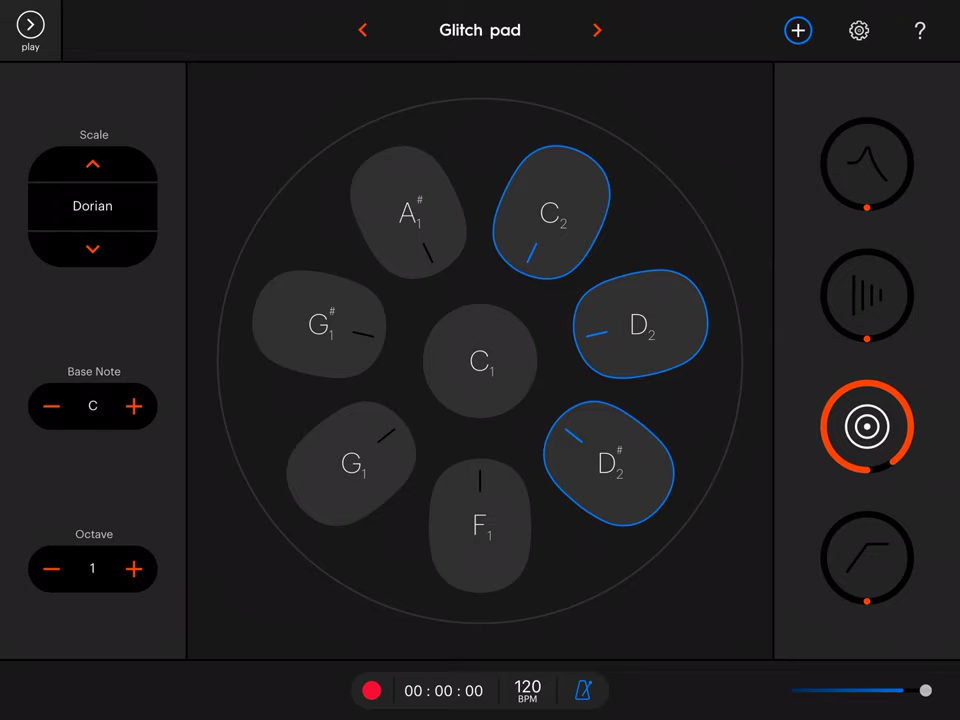 play
Glitch pad
?
Scale
Dorian
Base Note
C
Octave
1
A#1
C2
G#1
D2
C1
G1
D#2
F1
00 : 00 : 00
120
BPM